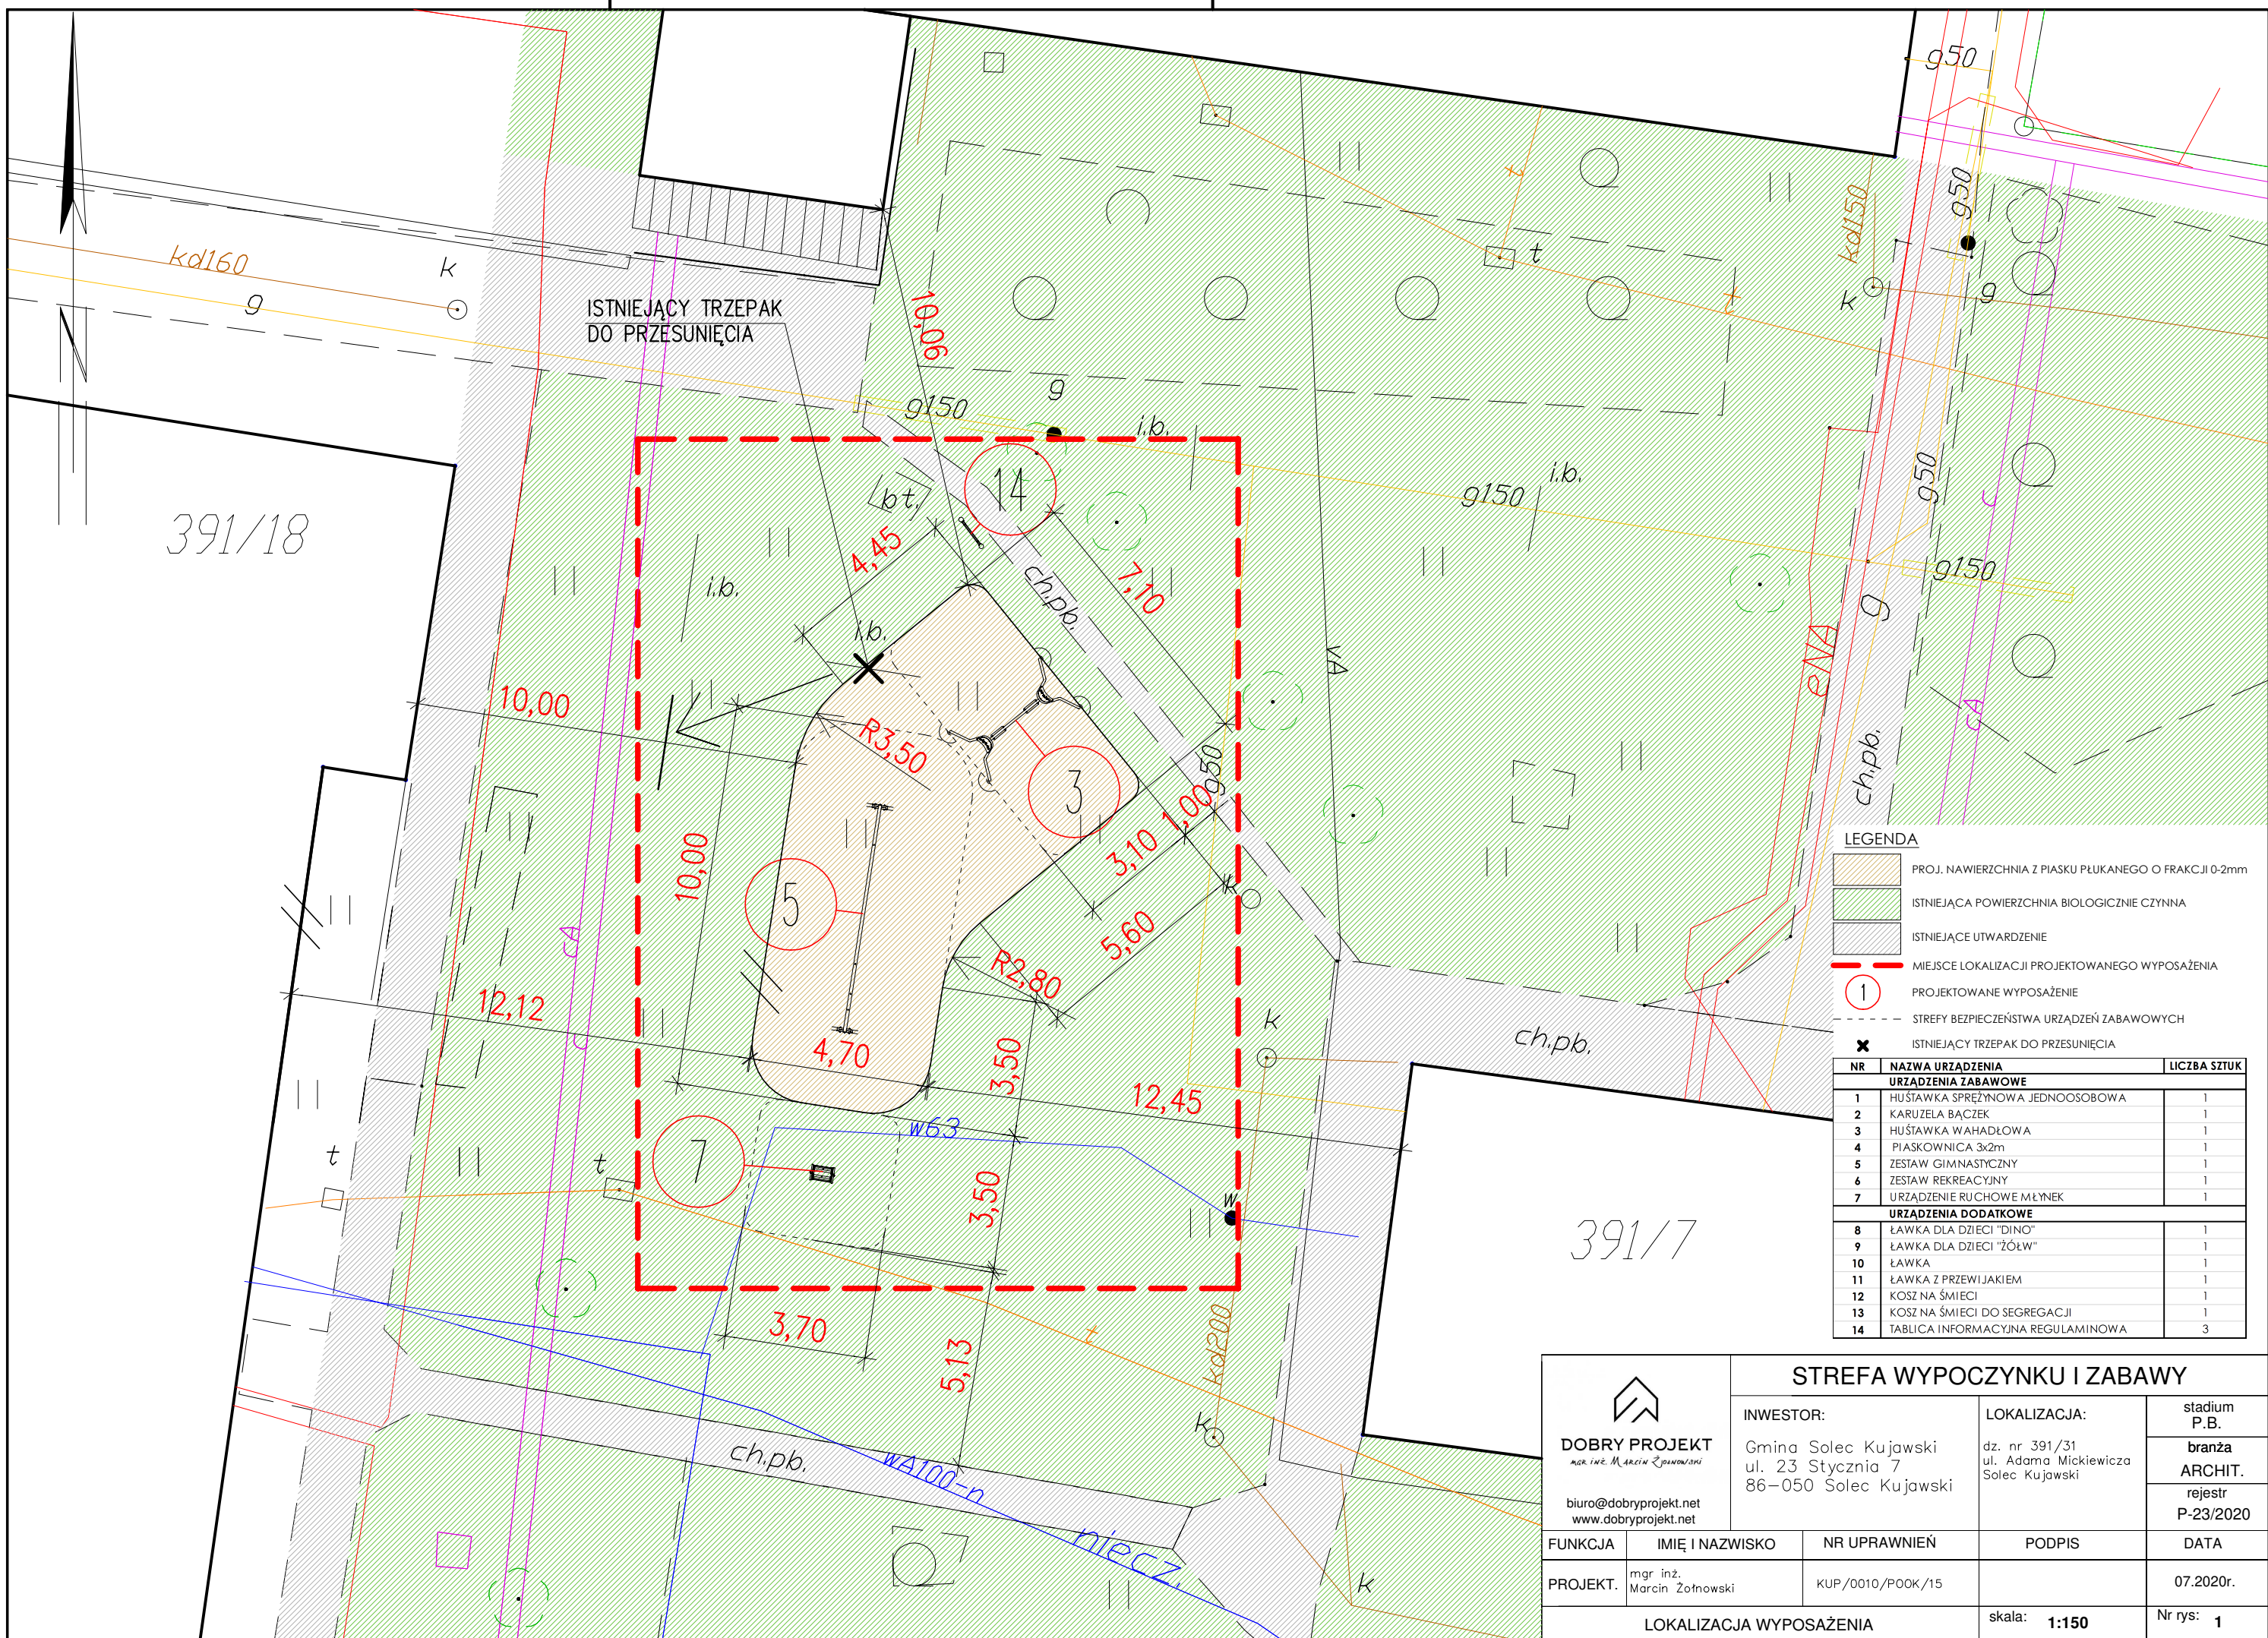 g50
kd160
g
k
ISTNIEJĄCY TRZEPAK
DO PRZESUNIĘCIA
10,06
t
t
t
kd150
k
g50
g
g150
g
i.b.
g150
i.b.
g50
g150
391/18
bt.
14
4,45
7,10
ch.pb.
i.b.
i.b.
vA
eNA
g
c
cA
ch.pb.
10,00
R3,50
3
g50
1,00
3,10
k
5,60
10,00
5
R2,80
cA
c
12,12
4,70
3,50
k
ch.pb.
12,45
w63
7
t
t
3,50
w
391/7
3,70
5,13
t
kd200
k
ch.pb.
wA100-n
niecz.
k
LEGENDA
PROJ. NAWIERZCHNIA Z PIASKU PŁUKANEGO O FRAKCJI 0-2mm
ISTNIEJĄCA POWIERZCHNIA BIOLOGICZNIE CZYNNA
ISTNIEJĄCE UTWARDZENIE
MIEJSCE LOKALIZACJI PROJEKTOWANEGO WYPOSAŻENIA
1 PROJEKTOWANE WYPOSAŻENIE
STREFY BEZPIECZEŃSTWA URZĄDZEŃ ZABAWOWYCH
ISTNIEJĄCY TRZEPAK DO PRZESUNIĘCIA
NR NAZWA URZĄDZENIA LICZBA SZTUK
URZĄDZENIA ZABAWOWE
1 HUŚTAWKA SPRĘŻYNOWA JEDNOOSOBOWA 1
2 KARUZELA BĄCZEK 1
3 HUŚTAWKA WAHADŁOWA 1
4 PIASKOWNICA 3x2m 1
5 ZESTAW GIMNASTYCZNY 1
6 ZESTAW REKREACYJNY 1
7 URZĄDZENIE RUCHOWE MŁYNEK 1
URZĄDZENIA DODATKOWE
8 ŁAWKA DLA DZIECI "DINO" 1
9 ŁAWKA DLA DZIECI "ŻÓŁW" 1
10 ŁAWKA 1
11 ŁAWKA Z PRZEWIJAKIEM 1
12 KOSZ NA ŚMIECI 1
13 KOSZ NA ŚMIECI DO SEGREGACJI 1
14 TABLICA INFORMACYJNA REGULAMINOWA 3
STREFA WYPOCZYNKU I ZABAWY
DOBRY PROJEKT
MGR INŻ. MARCIN ŻOŁNOWSKI
biuro@dobryprojekt.net
www.dobryprojekt.net
INWESTOR:
Gmina Solec Kujawski
ul. 23 Stycznia 7
86-050 Solec Kujawski
LOKALIZACJA:
dz. nr 391/31
ul. Adama Mickiewicza
Solec Kujawski
stadium
P.B.
branża
ARCHIT.
rejestr
P-23/2020
FUNKCJA IMIĘ I NAZWISKO NR UPRAWNIEŃ PODPIS DATA
PROJEKT. mgr inż. Marcin Żołnowski KUP/0010/POOK/15 07.2020r.
LOKALIZACJA WYPOSAŻENIA skala: 1:150 Nr rys: 1